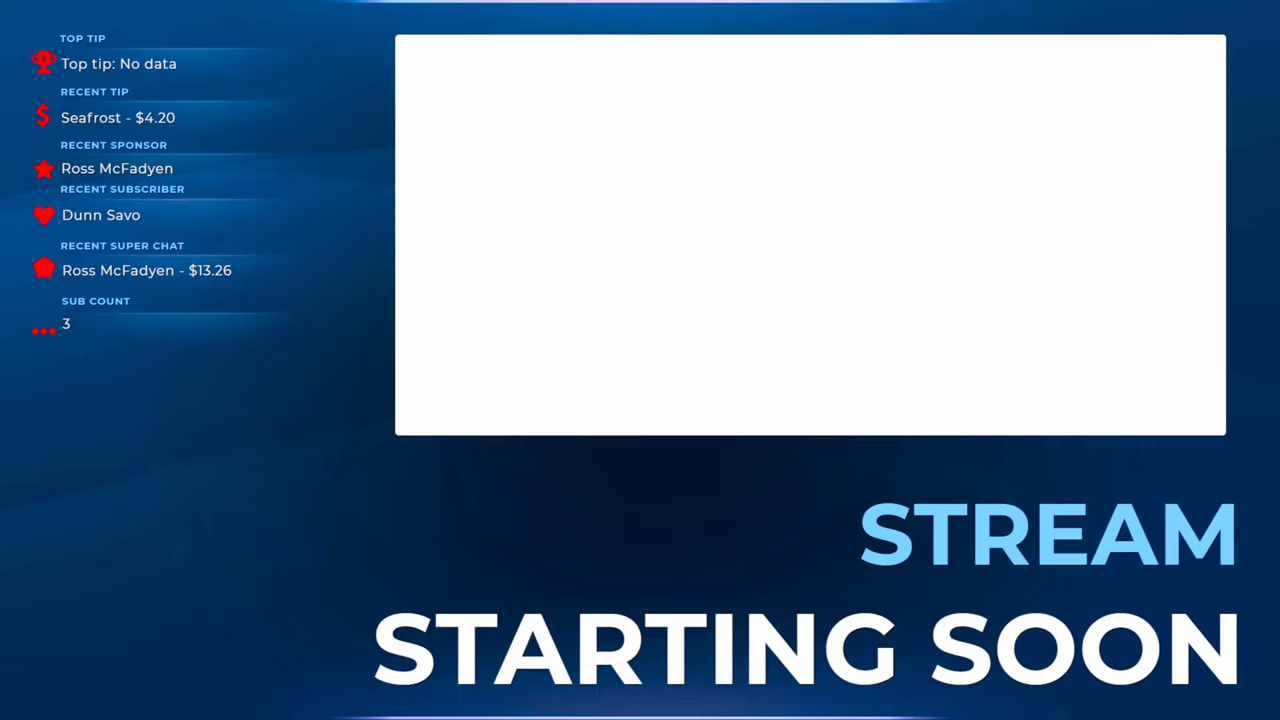 TOP TIP
Top tip: No data
RECENT TIP
Seafrost - $4.20
RECENT SPONSOR
Ross McFadyen
RECENT SUBSCRIBER
Dunn Savo
RECENT SUPER CHAT
Ross McFadyen - $13.26
SUB COUNT
3
STREAM
STARTING SOON